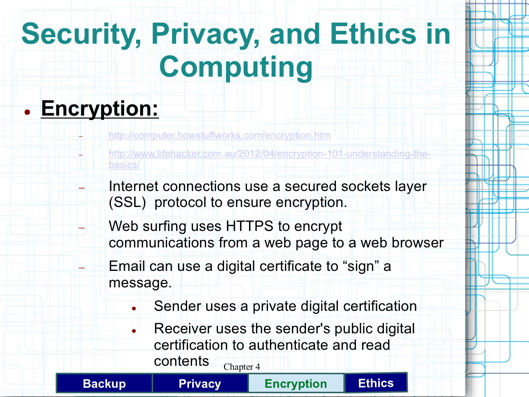 Security, Privacy, and Ethics in
Computing
● Encryption:
– http://computer.howstuffworks.com/encryption.htm
– http://www.lifehacker.com.au/2012/04/encryption-101-understanding-the-
basics/
– Internet connections use a secured sockets layer
(SSL) protocol to ensure encryption.
– Web surfing uses HTTPS to encrypt
communications from a web page to a web browser
– Email can use a digital certificate to “sign” a
message.
● Sender uses a private digital certification
● Receiver uses the sender's public digital
certification to authenticate and read
contents
Chapter 4
Backup Privacy Encryption Ethics